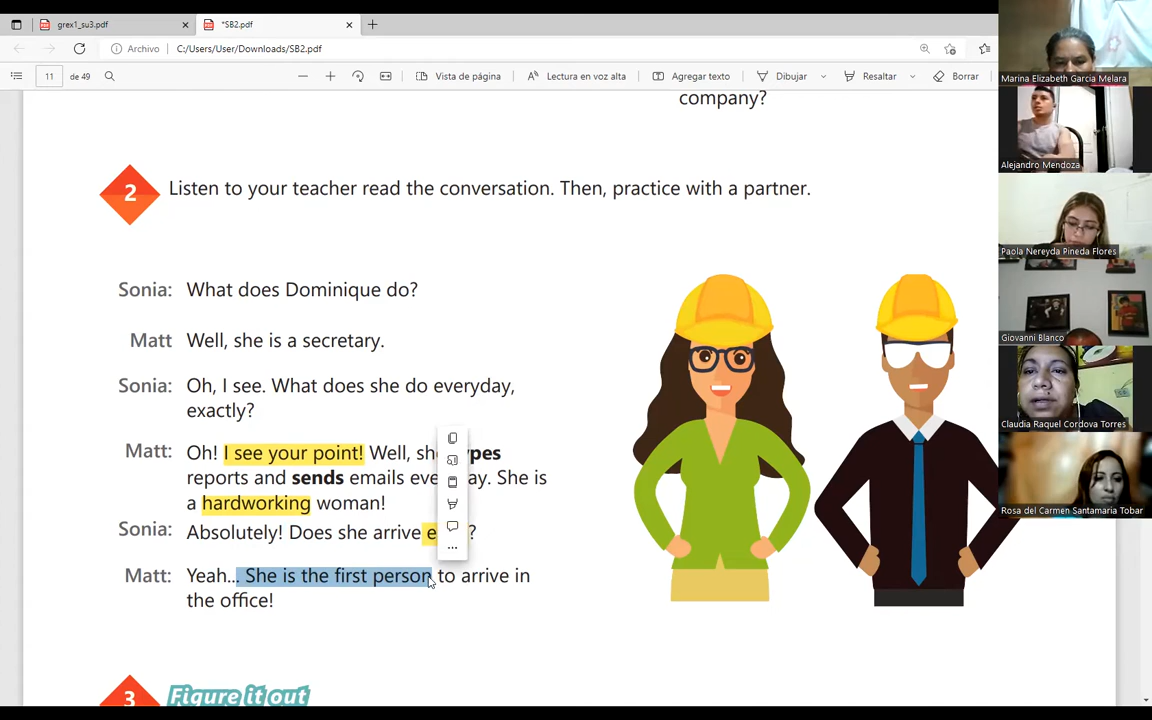 grex1_su3.pdf
*SB2.pdf
Archivo
C:/Users/User/Downloads/SB2.pdf
11 de 49
Vista de página
Lectura en voz alta
Agregar texto
Dibujar
Resaltar
Borrar
company?
2 Listen to your teacher read the conversation. Then, practice with a partner.
Sonia: What does Dominique do?
Matt Well, she is a secretary.
Sonia: Oh, I see. What does she do everyday,
exactly?
Matt: Oh! I see your point! Well, she types
reports and sends emails day. She is
a hardworking woman!
Sonia: Absolutely! Does she arrive ?
Matt: Yeah... She is the first person to arrive in
the office!
3 Figure it out
Marina Elizabeth Garcia Melara
Alejandro Mendoza
Paola Nereyda Pineda Flores
Giovanni Blanco
Claudia Raquel Cordova Torres
Rosa del Carmen Santamaria Tobar